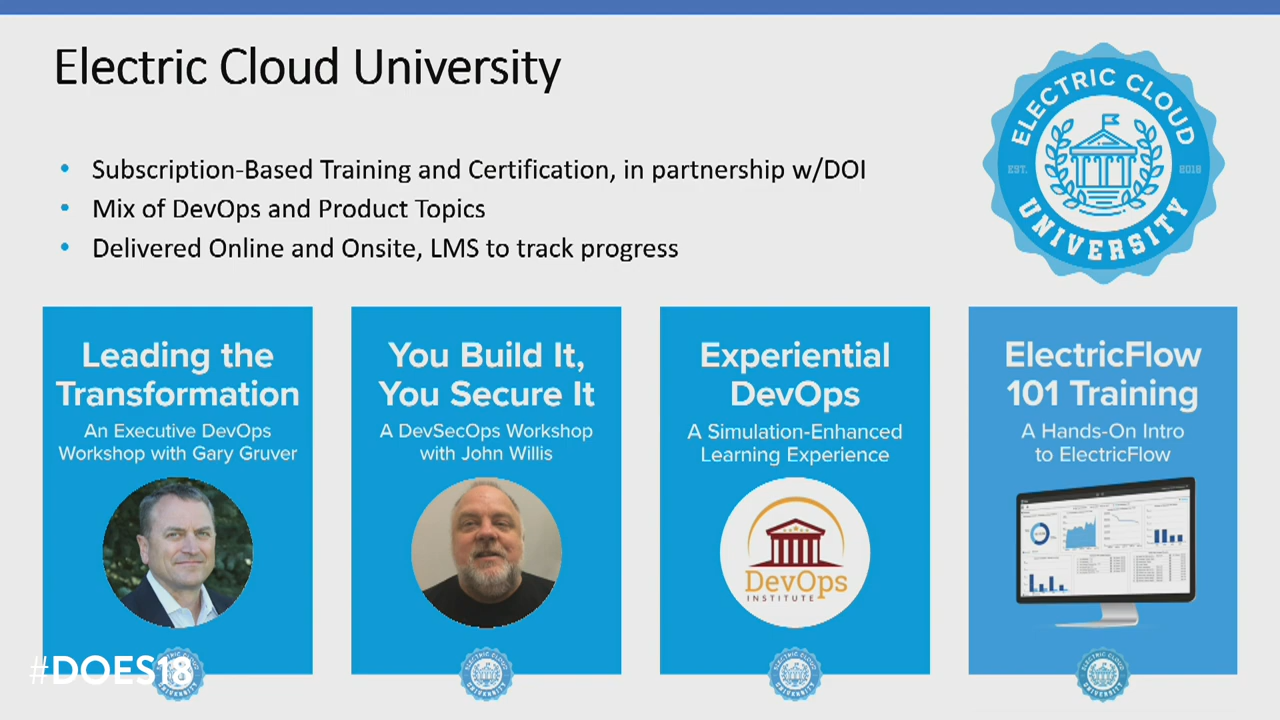 Electric Cloud University
• Subscription-Based Training and Certification, in partnership w/DOI
• Mix of DevOps and Product Topics
• Delivered Online and Onsite, LMS to track progress
ELECTRIC CLOUD
EST. 2018
UNIVERSITY
Leading the
Transformation
An Executive DevOps
Workshop with Gary Gruver
You Build It,
You Secure It
A DevSecOps Workshop
with John Willis
Experiential
DevOps
A Simulation-Enhanced
Learning Experience
DevOps
INSTITUTE
ElectricFlow
101 Training
A Hands-On Intro
to ElectricFlow
#DOES18